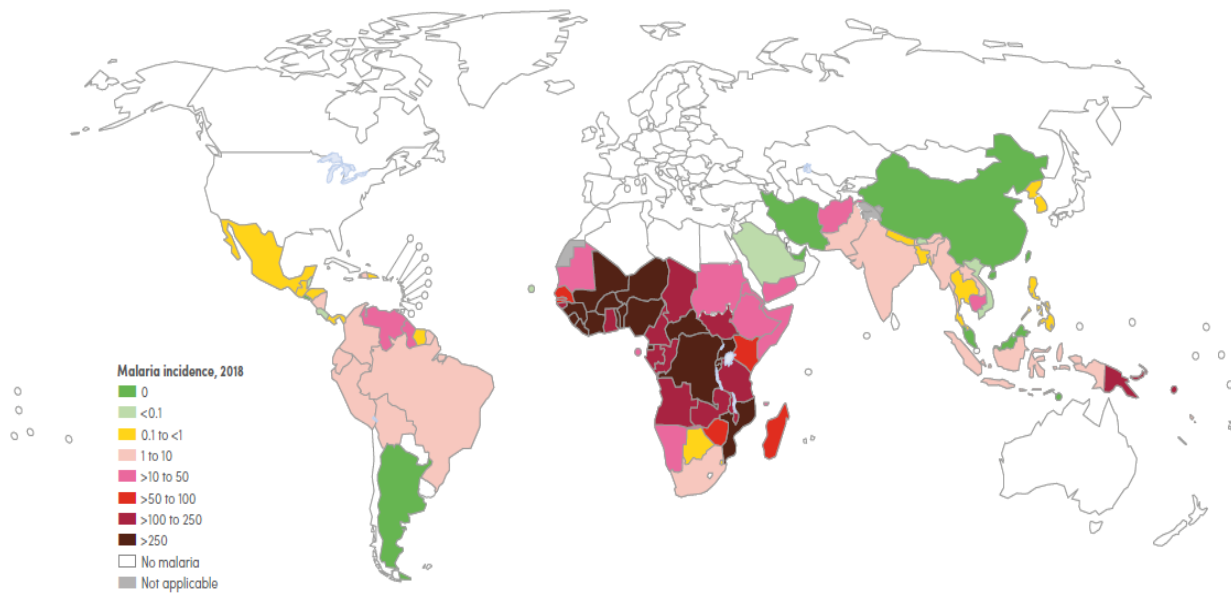 Malaria incidence, 2018
0
<0.1
0.1 to <1
1 to 10
>10 to 50
>50 to 100
>100 to 250
>250
No malaria
Not applicable